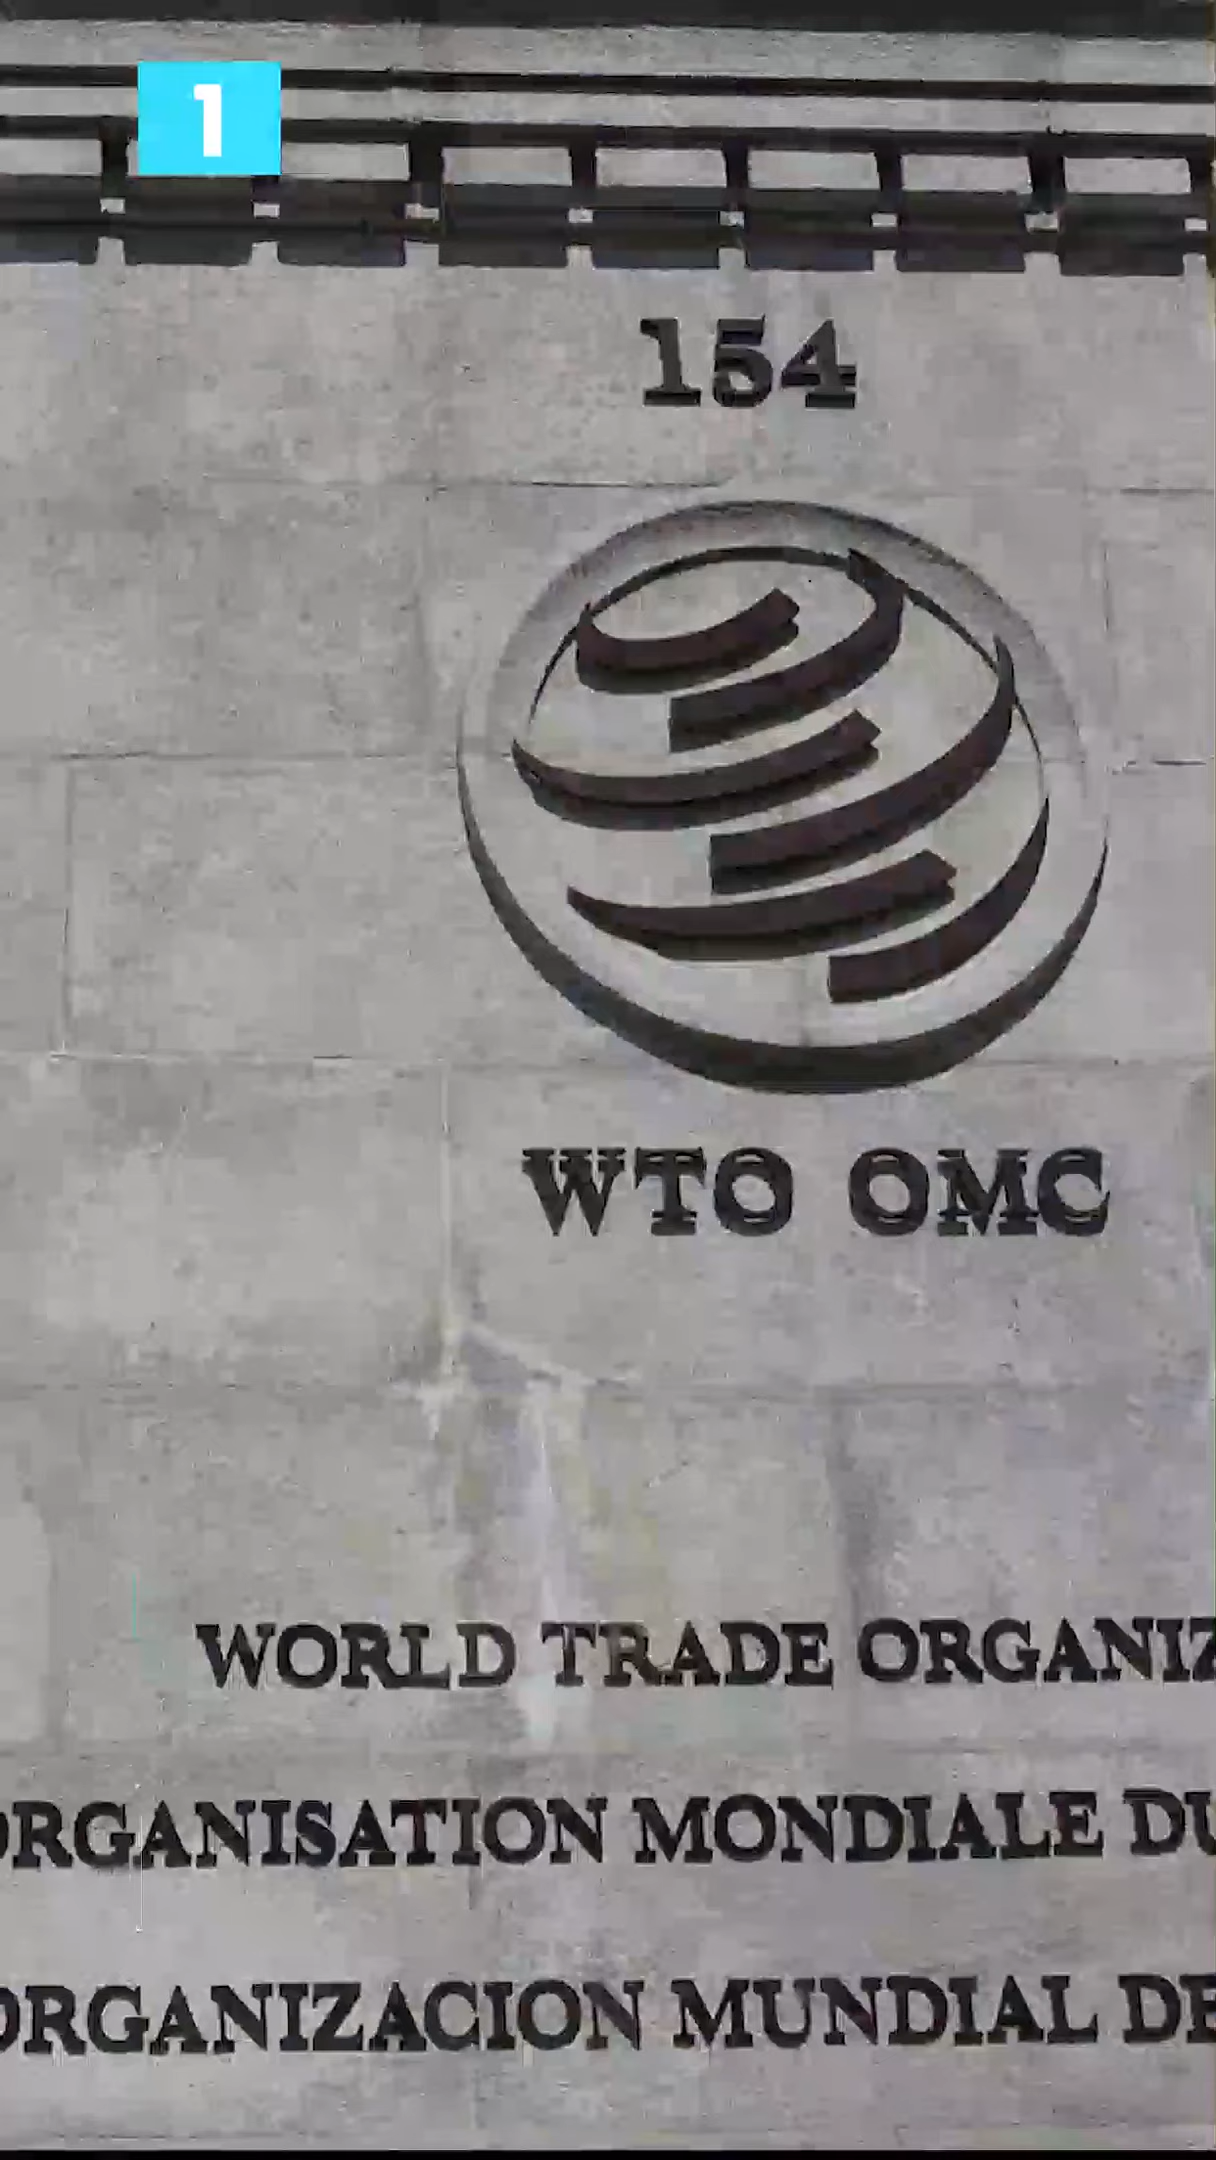 1
154
WTO OMC
WORLD TRADE ORGANIZ
ORGANISATION MONDIALE DU
ORGANIZACION MUNDIAL DE